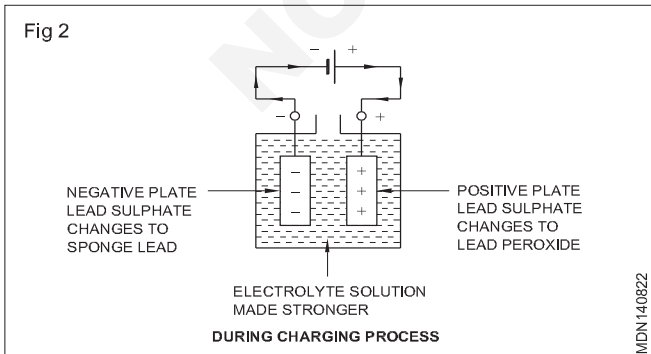 Fig 2
− +
− +
− +
− +
− +
NEGATIVE PLATE
LEAD SULPHATE
CHANGES TO
SPONGE LEAD
POSITIVE PLATE
LEAD SULPHATE
CHANGES TO
LEAD PEROXIDE
ELECTROLYTE SOLUTION
MADE STRONGER
DURING CHARGING PROCESS
MDN140822